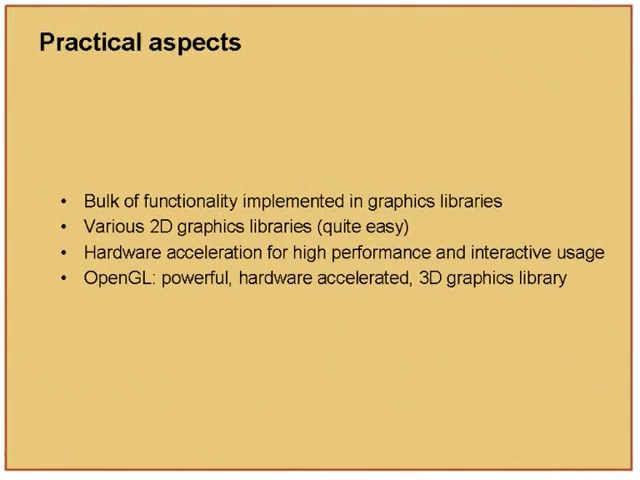 Practical aspects
• Bulk of functionality implemented in graphics libraries
• Various 2D graphics libraries (quite easy)
• Hardware acceleration for high performance and interactive usage
• OpenGL: powerful, hardware accelerated, 3D graphics library